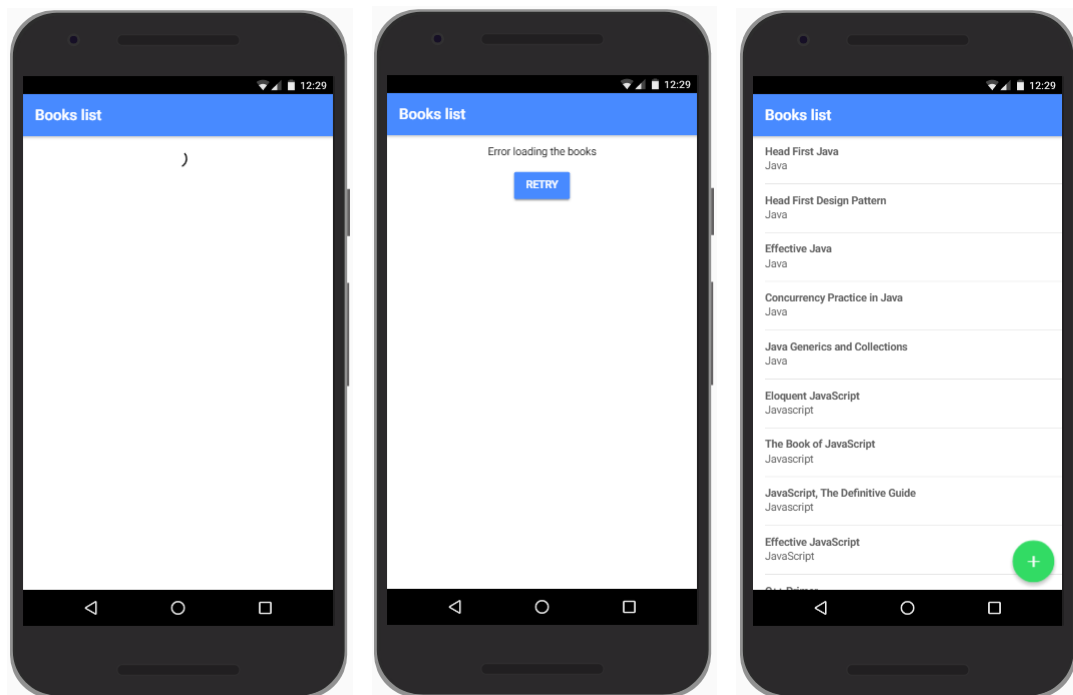 12:29
Books list
12:29
Books list
Error loading the books
RETRY
12:29
Books list
Head First Java
Java
Head First Design Pattern
Java
Effective Java
Java
Concurrency Practice in Java
Java
Java Generics and Collections
Java
Eloquent JavaScript
Javascript
The Book of JavaScript
Javascript
JavaScript, The Definitive Guide
Javascript
Effective JavaScript
JavaScript
+
C++ Primer